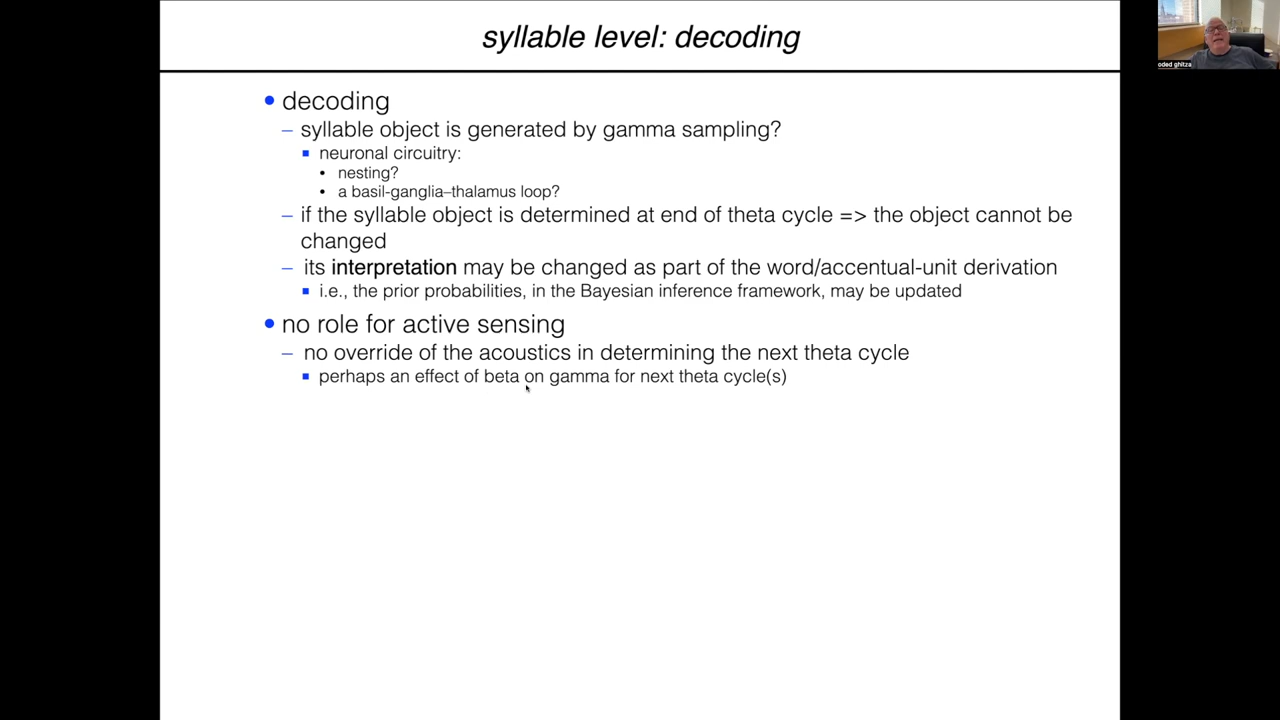 syllable level: decoding
oded ghitza
• decoding
– syllable object is generated by gamma sampling?
▪ neuronal circuitry:
• nesting?
• a basil-ganglia–thalamus loop?
– if the syllable object is determined at end of theta cycle => the object cannot be
changed
– its interpretation may be changed as part of the word/accentual-unit derivation
▪ i.e., the prior probabilities, in the Bayesian inference framework, may be updated
• no role for active sensing
– no override of the acoustics in determining the next theta cycle
▪ perhaps an effect of beta on gamma for next theta cycle(s)